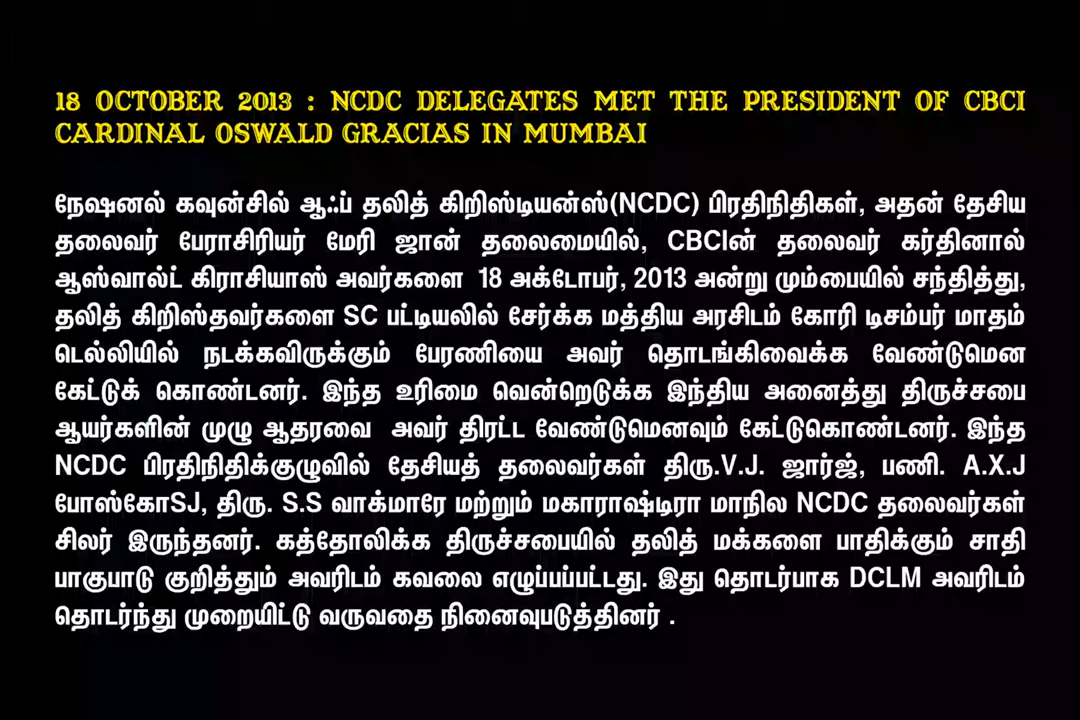 18 OCTOBER 2013 : NCDC DELEGATES MET THE PRESIDENT OF CBCI
CARDINAL OSWALD GRACIAS IN MUMBAI
நேஷனல் கவுன்சில் ஆஃப் தலித் கிறிஸ்டியன்ஸ்(NCDC) பிரதிநிதிகள், அதன் தேசிய
தலைவர் பேராசிரியர் மேரி ஜான் தலைமையில், CBCIன் தலைவர் கர்தினால்
ஆஸ்வால்ட் கிராசியாஸ் அவர்களை 18 அக்டோபர், 2013 அன்று மும்பையில் சந்தித்து,
தலித் கிறிஸ்தவர்களை SC பட்டியலில் சேர்க்க மத்திய அரசிடம் கோரி டிசம்பர் மாதம்
டெல்லியில் நடக்கவிருக்கும் பேரணியை அவர் தொடங்கிவைக்க வேண்டுமென
கேட்டுக் கொண்டனர். இந்த உரிமை வென்றெடுக்க இந்திய அனைத்து திருச்சபை
ஆயர்களின் முழு ஆதரவை அவர் திரட்ட வேண்டுமெனவும் கேட்டுகொண்டனர். இந்த
NCDC பிரதிநிதிக்குழுவில் தேசியத் தலைவர்கள் திரு.V.J. ஜார்ஜ், பணி. A.X.J
போஸ்கோSJ, திரு. S.S வாக்மாரே மற்றும் மகாராஷ்டிரா மாநில NCDC தலைவர்கள்
சிலர் இருந்தனர். கத்தோலிக்க திருச்சபையில் தலித் மக்களை பாதிக்கும் சாதி
பாகுபாடு குறித்தும் அவரிடம் கவலை எழுப்பப்பட்டது. இது தொடர்பாக DCLM அவரிடம்
தொடர்ந்து முறையிட்டு வருவதை நினைவுபடுத்தினர் .